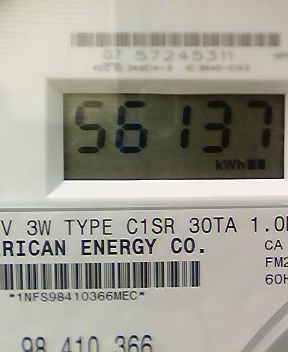 07 57245311
56137
kWh
V 3W TYPE C1SR 30TA 1.0
RICAN ENERGY CO.
CA
FM2
60H
*1NFS98410366MEC*
98 410 366